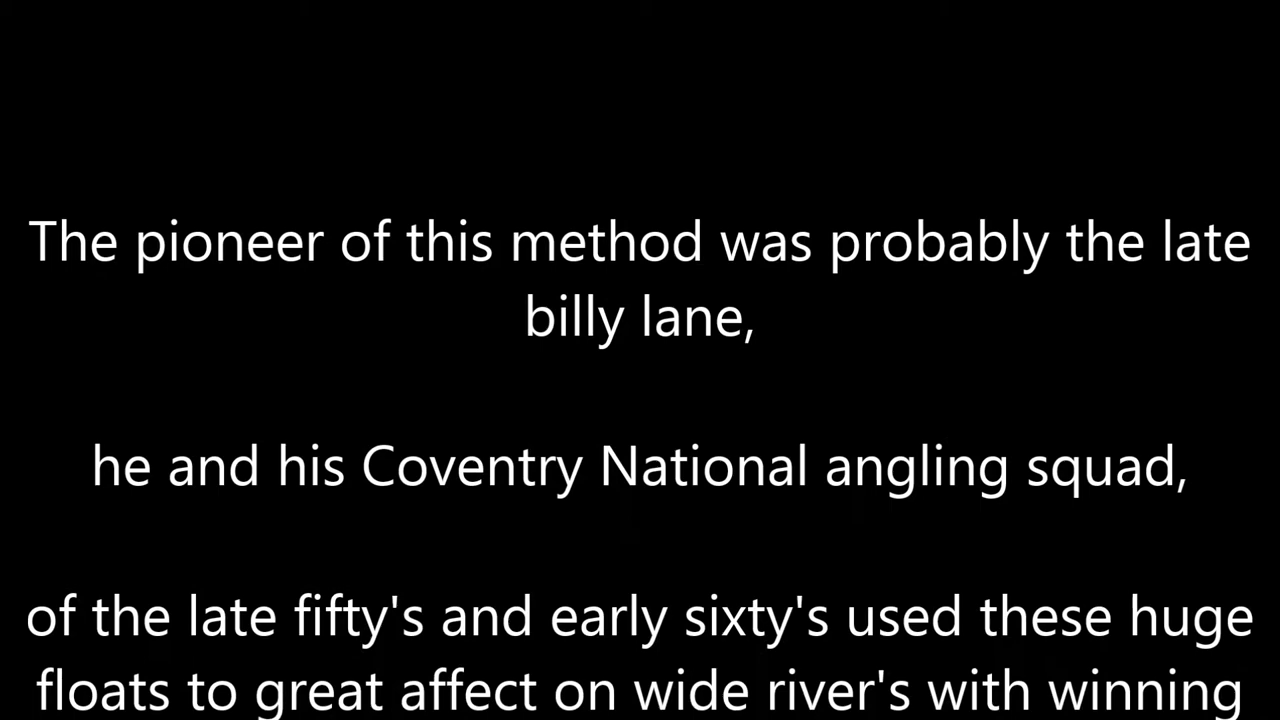 The pioneer of this method was probably the late
billy lane,
he and his Coventry National angling squad,
of the late fifty's and early sixty's used these huge
floats to great affect on wide river's with winning